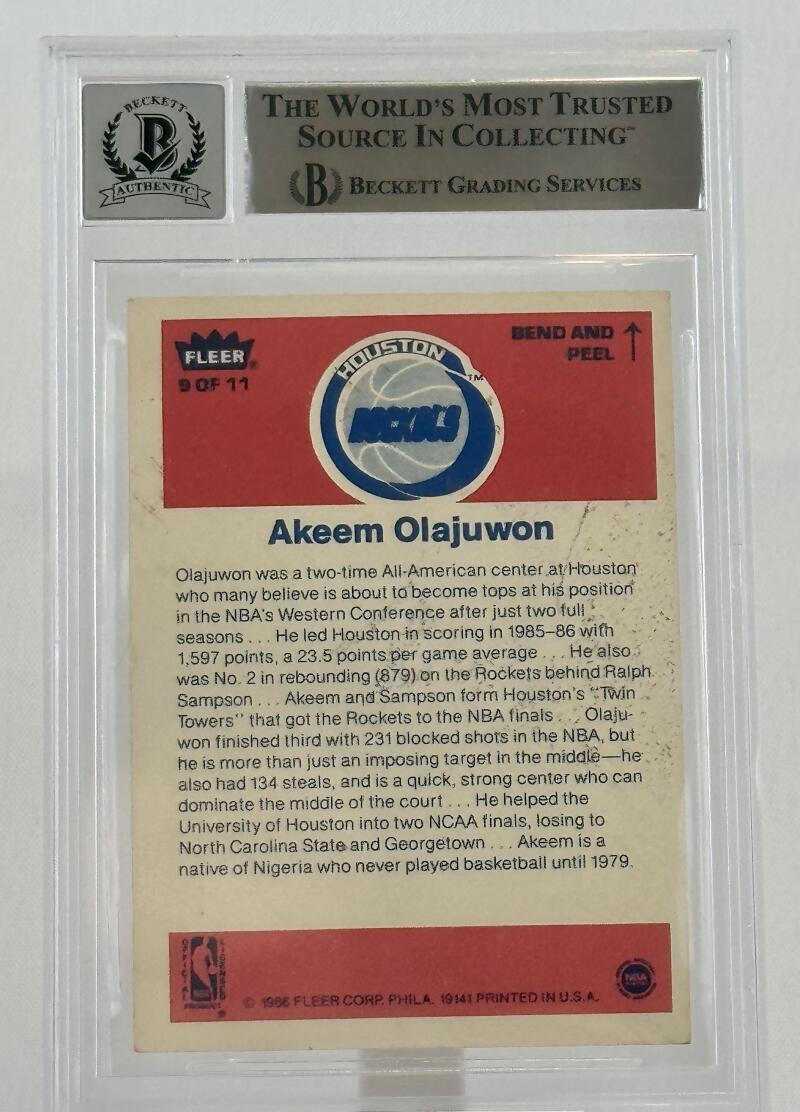 BECKETT
B
AUTHENTIC
THE WORLD'S MOST TRUSTED
SOURCE IN COLLECTING™
B BECKETT GRADING SERVICES
FLEER®
9 OF 11
HOUSTON
ROCKETS
TM
BEND AND
PEEL ↑
Akeem Olajuwon
Olajuwon was a two-time All-American center at Houston
who many believe is about to become tops at his position
in the NBA's Western Conference after just two full
seasons . . . He led Houston in scoring in 1985–86 with
1,597 points, a 23.5 points per game average . . . He also
was No. 2 in rebounding (879) on the Rockets behind Ralph
Sampson . . . Akeem and Sampson form Houston's "Twin
Towers" that got the Rockets to the NBA finals . . . Olaju-
won finished third with 231 blocked shots in the NBA, but
he is more than just an imposing target in the middle—he
also had 134 steals, and is a quick, strong center who can
dominate the middle of the court . . . He helped the
University of Houston into two NCAA finals, losing to
North Carolina State and Georgetown . . . Akeem is a
native of Nigeria who never played basketball until 1979.
OFFICIAL
LICENSED
PRODUCT
© 1986 FLEER CORP. PHILA. 19141 PRINTED IN U.S.A.
NBA